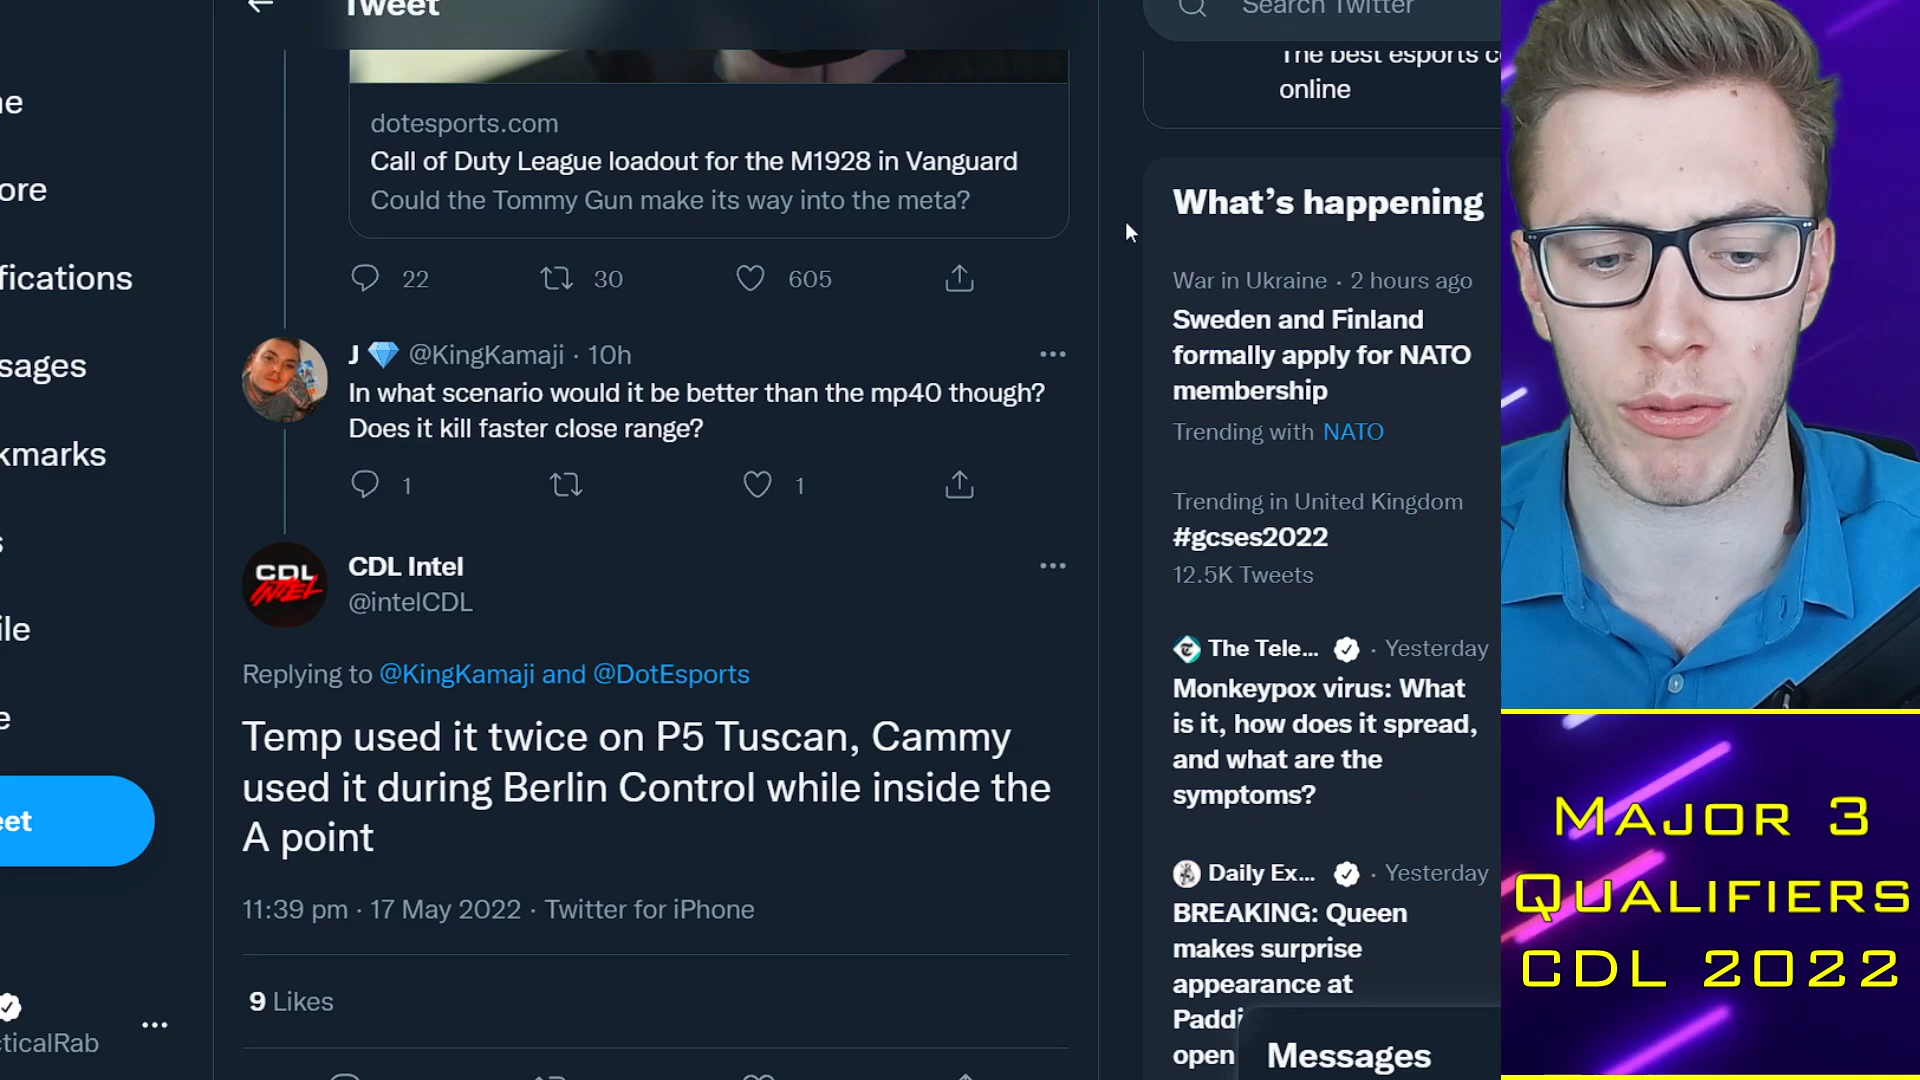 Tweet
Search Twitter
dotesports.com
Call of Duty League loadout for the M1928 in Vanguard
Could the Tommy Gun make its way into the meta?
22
30
605
J 💎 @KingKamaji · 10h
In what scenario would it be better than the mp40 though?
Does it kill faster close range?
1
1
CDL INTEL
CDL Intel
@intelCDL
Replying to @KingKamaji and @DotEsports
Temp used it twice on P5 Tuscan, Cammy
used it during Berlin Control while inside the
A point
11:39 pm · 17 May 2022 · Twitter for iPhone
9 Likes
ore
fications
sages
kmarks
ile
eet
cticalRab
The best esports c
online
What's happening
War in Ukraine · 2 hours ago
Sweden and Finland
formally apply for NATO
membership
Trending with NATO
Trending in United Kingdom
#gcses2022
12.5K Tweets
The Tele... · Yesterday
Monkeypox virus: What
is it, how does it spread,
and what are the
symptoms?
Daily Ex... · Yesterday
BREAKING: Queen
makes surprise
appearance at
Paddi
open
Messages
MAJOR 3
QUALIFIERS
CDL 2022